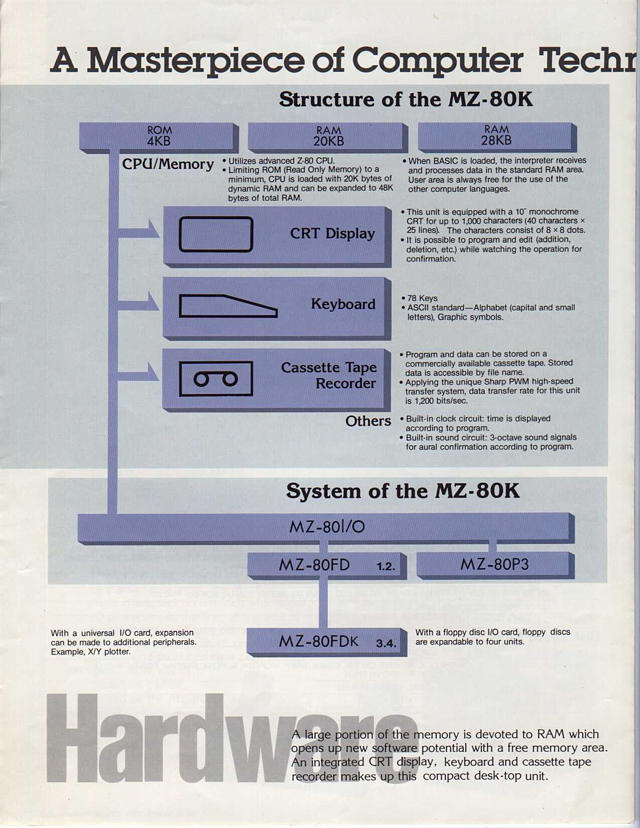 A Masterpiece of Computer Techn
Structure of the MZ-80K
ROM
4KB
RAM
20KB
RAM
28KB
CPU/Memory
• Utilizes advanced Z-80 CPU.
• Limiting ROM (Read Only Memory) to a
minimum, CPU is loaded with 20K bytes of
dynamic RAM and can be expanded to 48K
bytes of total RAM.
• When BASIC is loaded, the interpreter receives
and processes data in the standard RAM area.
User area is always free for the use of the
other computer languages.
CRT Display
• This unit is equipped with a 10" monochrome
CRT for up to 1,000 characters (40 characters ×
25 lines). The characters consist of 8 × 8 dots.
• It is possible to program and edit (addition,
deletion, etc.) while watching the operation for
confirmation.
Keyboard
• 78 Keys
• ASCII standard—Alphabet (capital and small
letters), Graphic symbols.
Cassette Tape
Recorder
• Program and data can be stored on a
commercially available cassette tape. Stored
data is accessible by file name.
• Applying the unique Sharp PWM high-speed
transfer system, data transfer rate for this unit
is 1,200 bits/sec.
Others
• Built-in clock circuit: time is displayed
according to program.
• Built-in sound circuit: 3-octave sound signals
for aural confirmation according to program.
System of the MZ-80K
MZ-80I/O
MZ-80FD 1.2.
MZ-80P3
With a universal I/O card, expansion
can be made to additional peripherals.
Example, X/Y plotter.
MZ-80FDK 3.4.
With a floppy disc I/O card, floppy discs
are expandable to four units.
Hardware
A large portion of the memory is devoted to RAM which
opens up new software potential with a free memory area.
An integrated CRT display, keyboard and cassette tape
recorder makes up this compact desk-top unit.